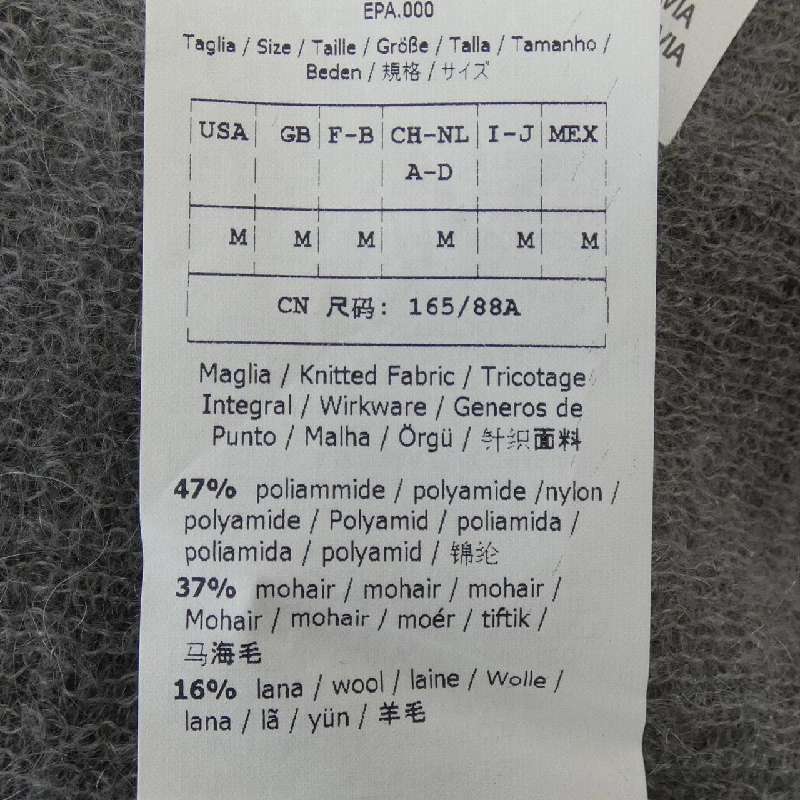 EPA.000
Taglia / Size / Taille / Größe / Talla / Tamanho /
Beden / 規格 / サイズ
USA GB F-B CH-NL I-J MEX
A-D
M M M M M M
CN 尺码: 165/88A
Maglia / Knitted Fabric / Tricotage
Integral / Wirkware / Generos de
Punto / Malha / Örgü / 针织面料
47% poliammide / polyamide /nylon /
polyamide / Polyamid / poliamida /
poliamida / polyamid / 锦纶
37% mohair / mohair / mohair /
Mohair / mohair / moér / tiftik /
马海毛
16% lana / wool / laine / Wolle /
lana / lã / yün / 羊毛